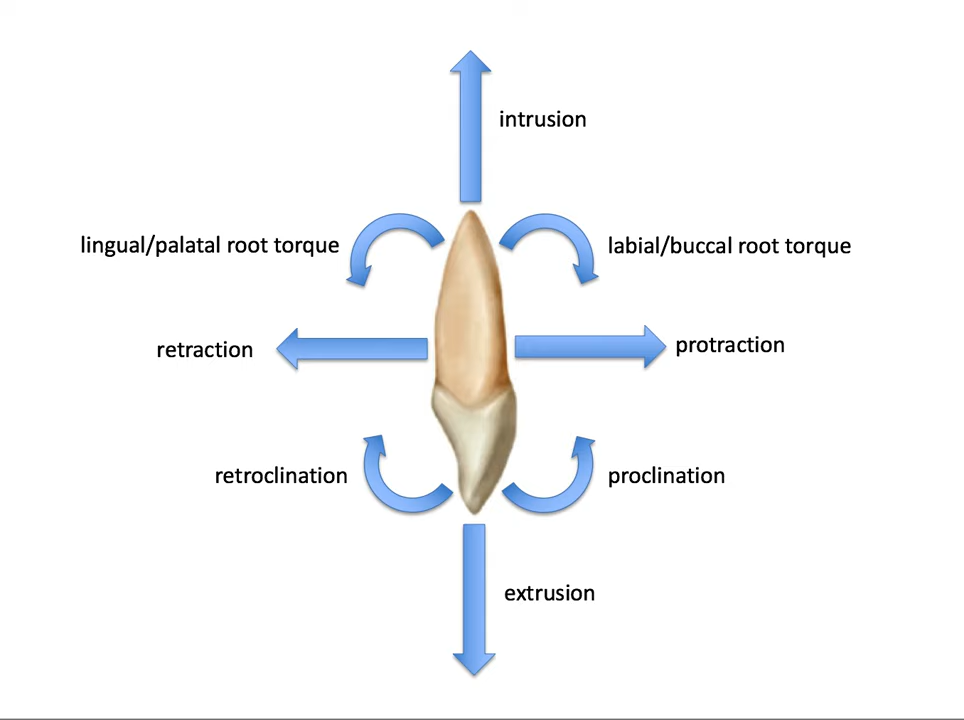 intrusion
lingual/palatal root torque
labial/buccal root torque
retraction
protraction
retroclination
proclination
extrusion